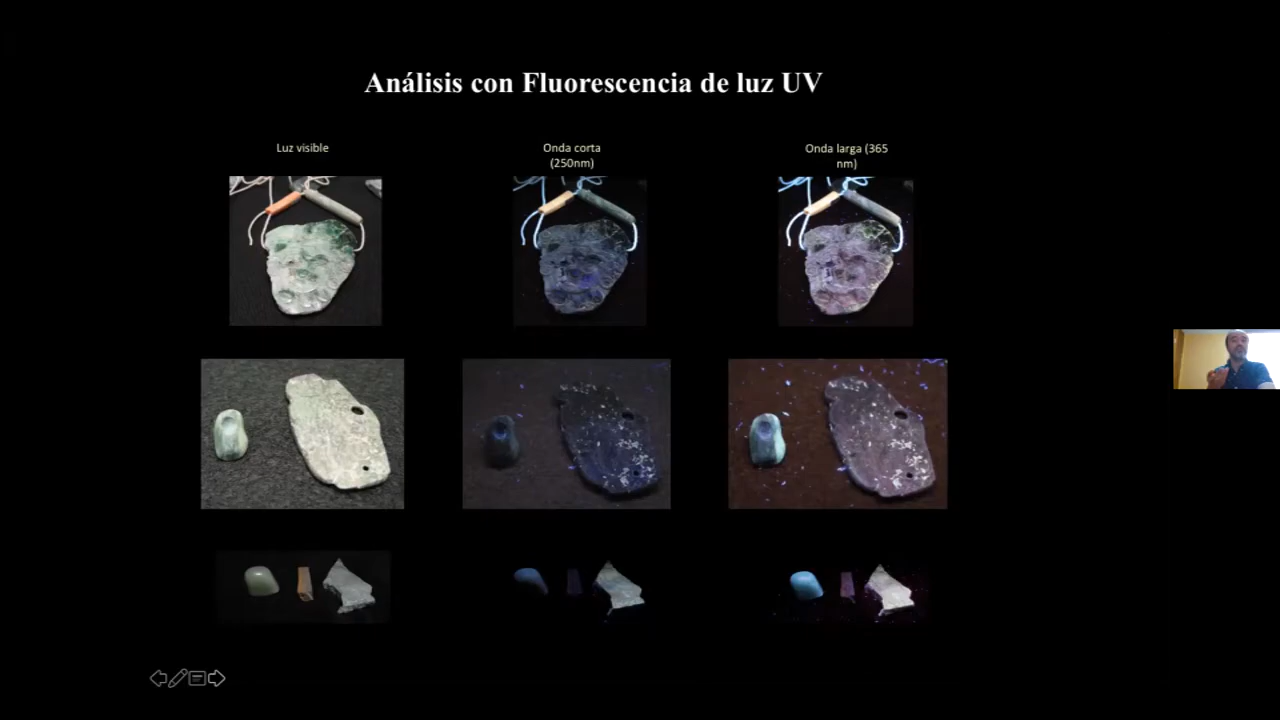 Análisis con Fluorescencia de luz UV
Luz visible
Onda corta
(250nm)
Onda larga (365
nm)